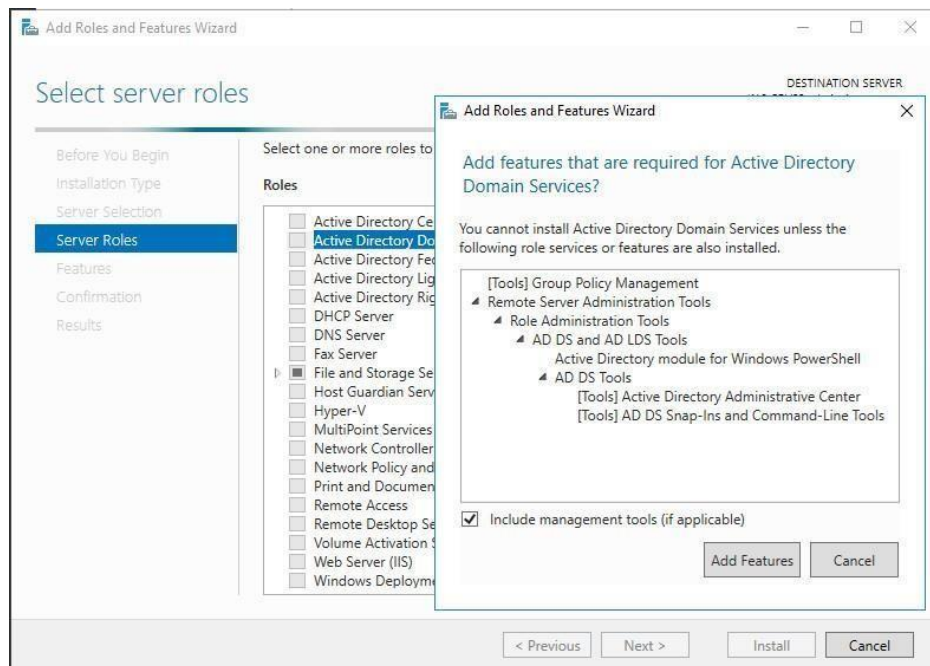 Add Roles and Features Wizard
Select server roles
DESTINATION SERVER
Before You Begin
Installation Type
Server Selection
Server Roles
Features
Confirmation
Results
Select one or more roles to
Roles
Active Directory Ce
Active Directory Do
Active Directory Fed
Active Directory Lig
Active Directory Rig
DHCP Server
DNS Server
Fax Server
File and Storage Se
Host Guardian Serv
Hyper-V
MultiPoint Services
Network Controller
Network Policy and
Print and Documen
Remote Access
Remote Desktop Se
Volume Activation S
Web Server (IIS)
Windows Deployme
Add Roles and Features Wizard
Add features that are required for Active Directory
Domain Services?
You cannot install Active Directory Domain Services unless the
following role services or features are also installed.
[Tools] Group Policy Management
Remote Server Administration Tools
Role Administration Tools
AD DS and AD LDS Tools
Active Directory module for Windows PowerShell
AD DS Tools
[Tools] Active Directory Administrative Center
[Tools] AD DS Snap-Ins and Command-Line Tools
Include management tools (if applicable)
Add Features
Cancel
< Previous
Next >
Install
Cancel